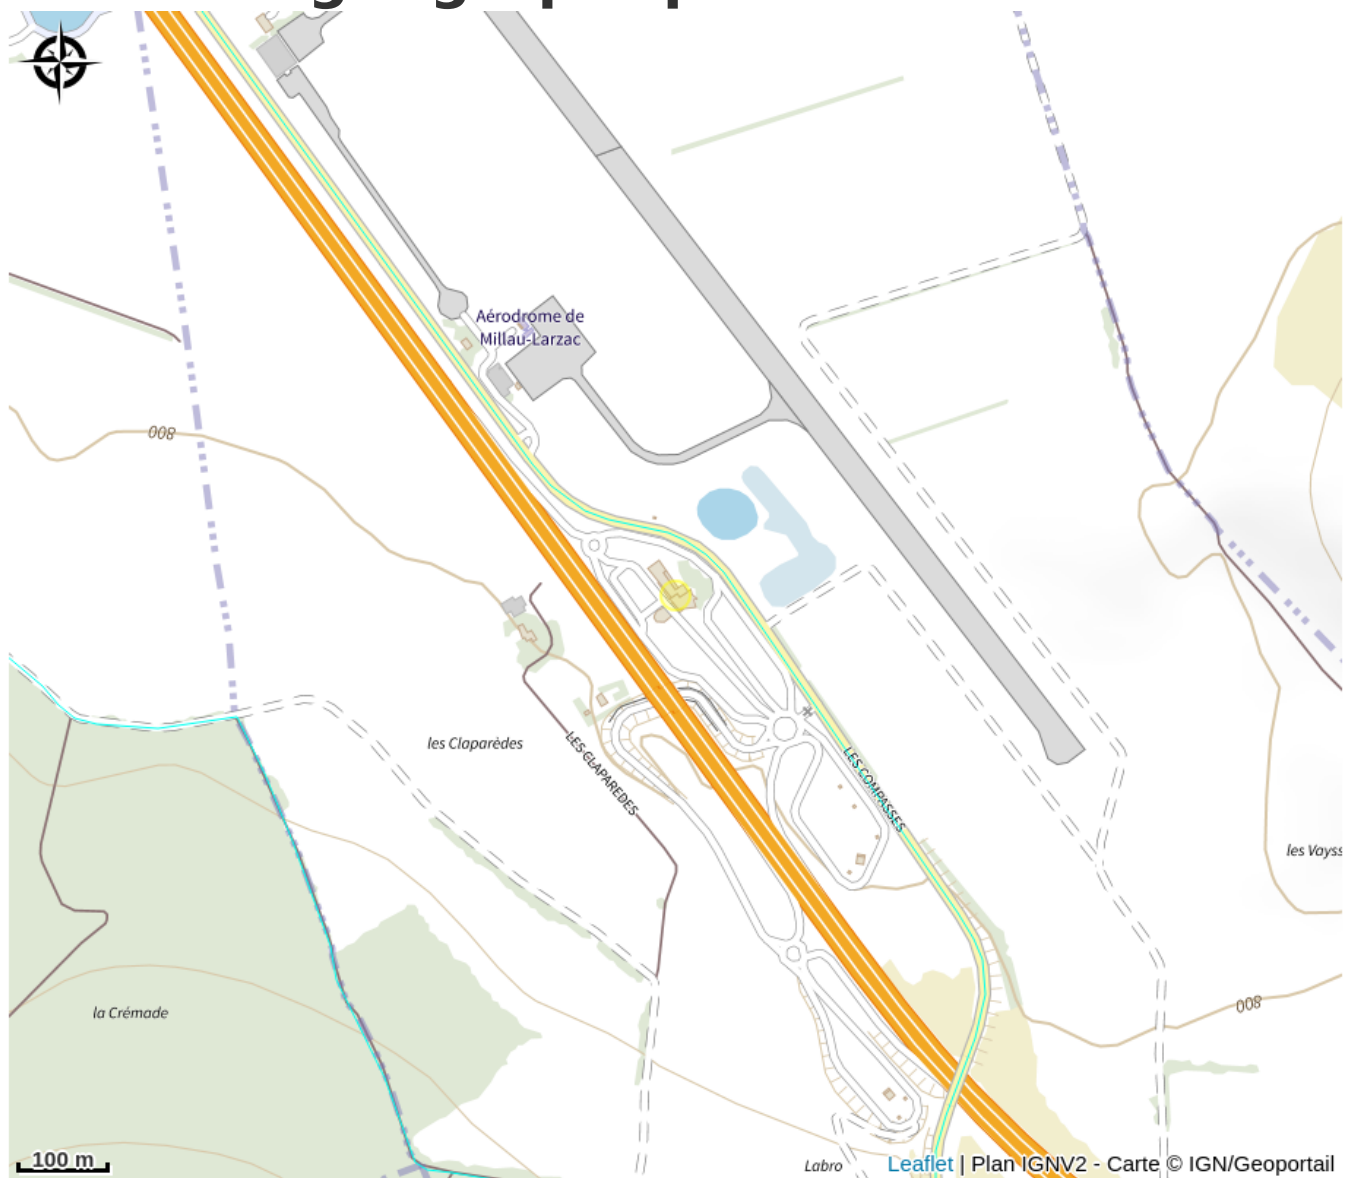 Aérodrome de
Millau-Larzac
008
les Claparèdes
LES CLAPAREDES
LES COMPASSES
les Vayss
la Crémade
008
Labro
100 m
Leaflet | Plan IGNV2 - Carte © IGN/Geoportail